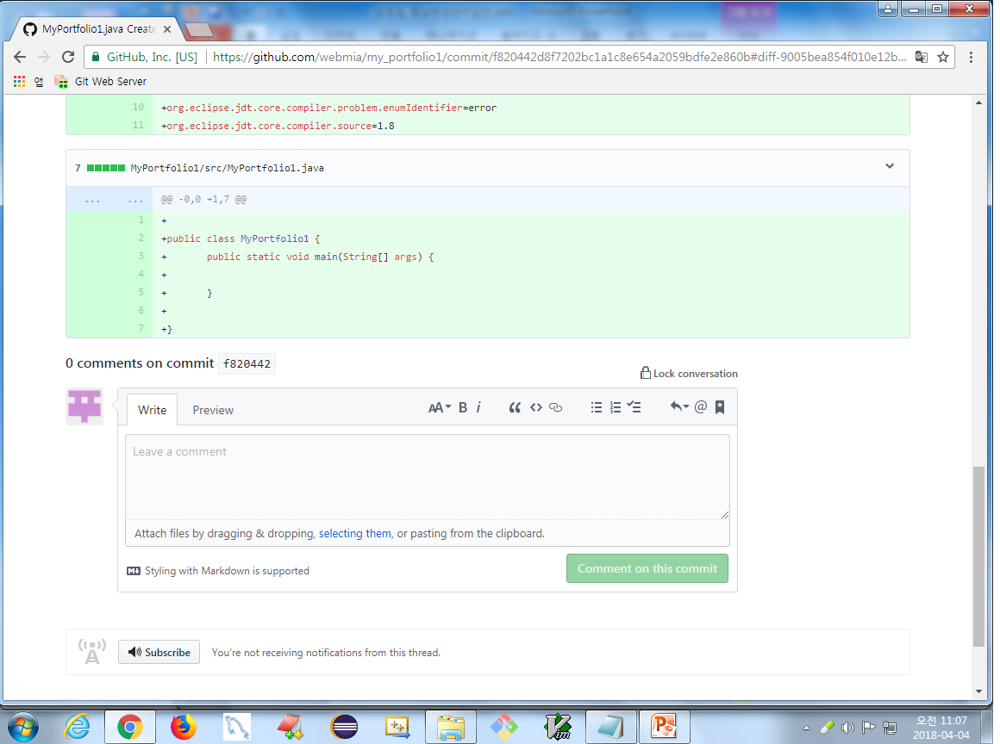 MyPortfolio1.java Create
GitHub, Inc. [US] https://github.com/webmia/my_portfolio1/commit/f820442d8f7202bc1a1c8e654a2059bdfe2e860b#diff-9005bea854f010e12b...
앱 Git Web Server
10 +org.eclipse.jdt.core.compiler.problem.enumIdentifier=error
11 +org.eclipse.jdt.core.compiler.source=1.8
7 MyPortfolio1/src/MyPortfolio1.java
... ... @@ -0,0 +1,7 @@
1 +
2 +public class MyPortfolio1 {
3 + public static void main(String[] args) {
4 +
5 + }
6 +
7 +}
0 comments on commit f820442
Lock conversation
Write Preview AA B i
Leave a comment
Attach files by dragging & dropping, selecting them, or pasting from the clipboard.
Styling with Markdown is supported
Comment on this commit
Subscribe You're not receiving notifications from this thread.
오전 11:07
2018-04-04